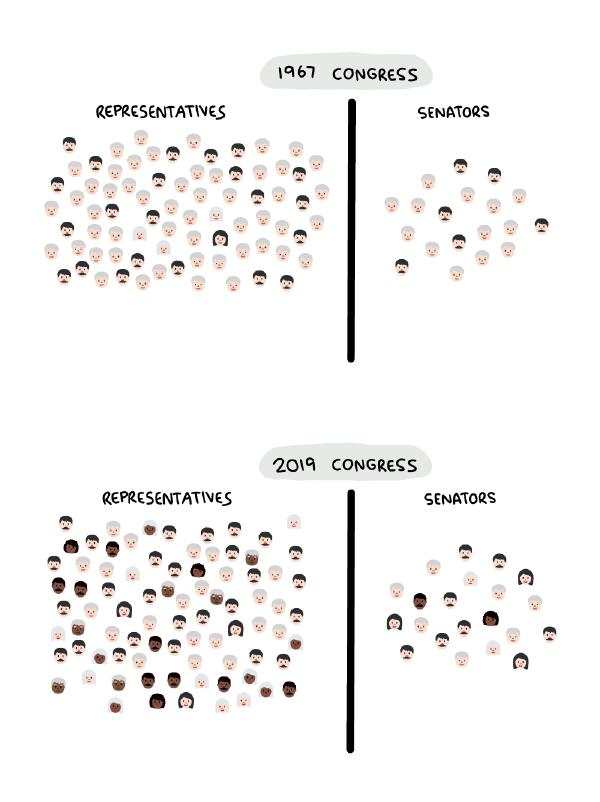 1967 CONGRESS
REPRESENTATIVES
SENATORS
2019 CONGRESS
REPRESENTATIVES
SENATORS